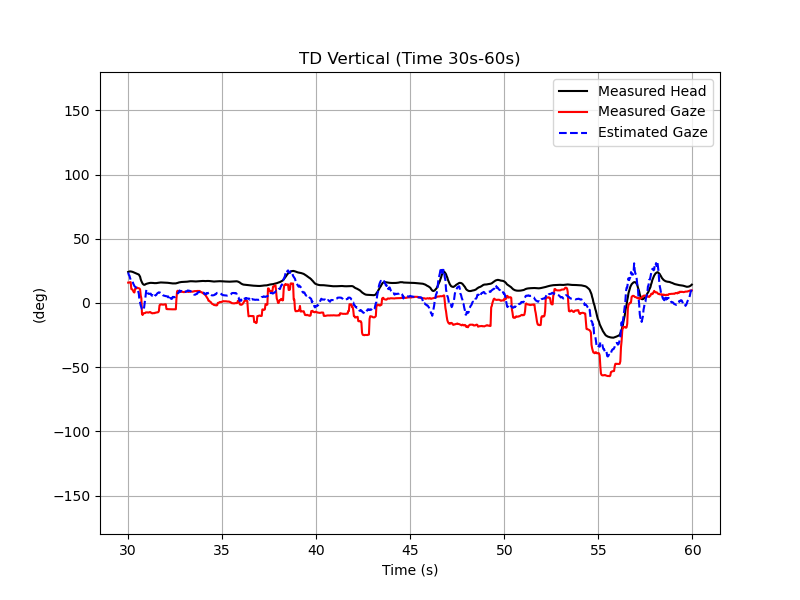 TD Vertical (Time 30s-60s)
Measured Head
Measured Gaze
Estimated Gaze
150
100
50
0
−50
−100
−150
(deg)
30 35 40 45 50 55 60
Time (s)